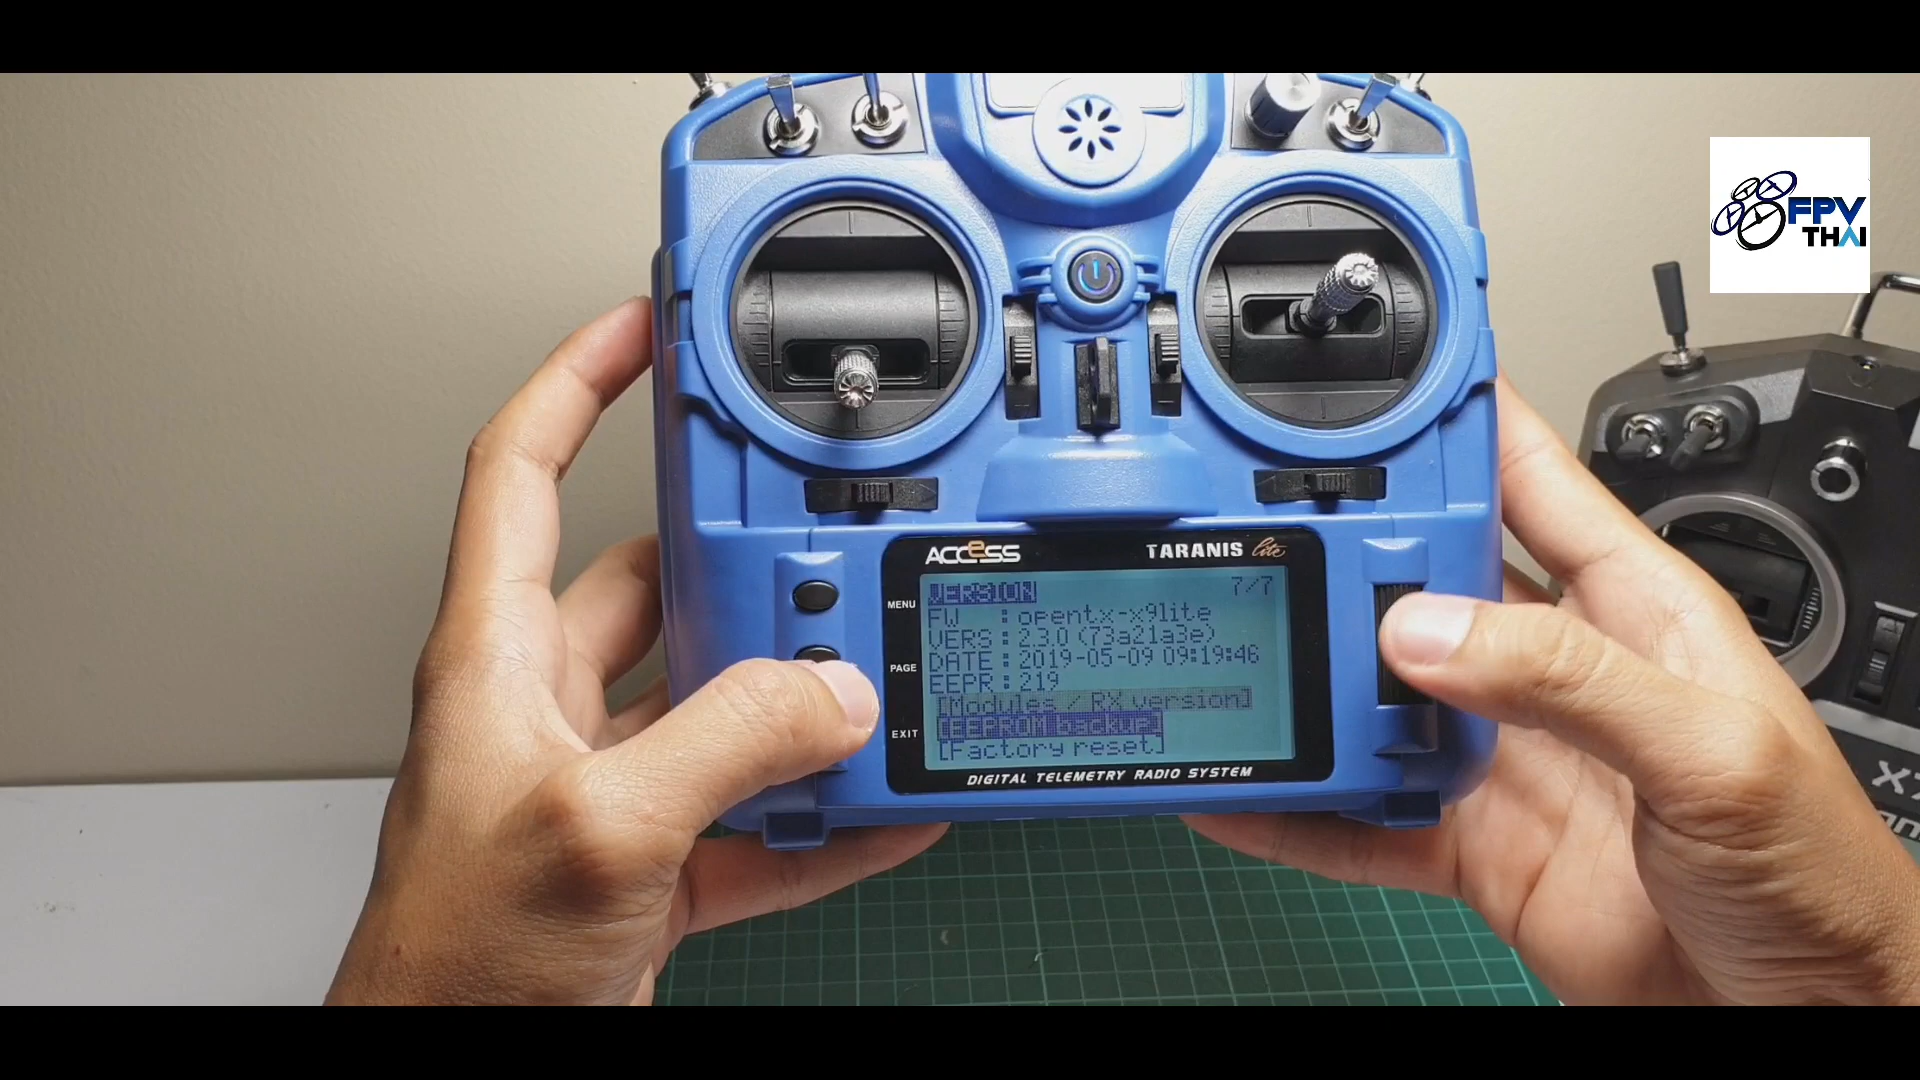 FPV
THAI
ACCeSS
TARANIS lite
VERSION 7/7
FW : opentx-x9lite
VERS : 2.3.0 (73a21a3e)
DATE : 2019-05-09 09:19:46
EEPR : 219
[Modules / RX version]
[EEPROM backup]
[Factory reset]
MENU
PAGE
EXIT
DIGITAL TELEMETRY RADIO SYSTEM